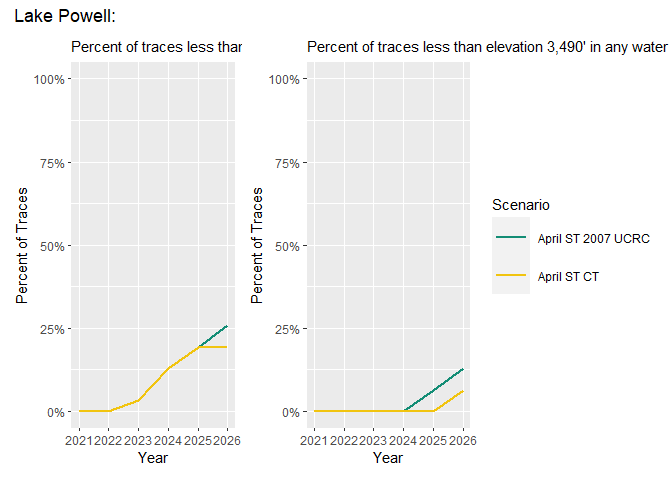 Lake Powell:
Percent of traces less than
Percent of traces less than elevation 3,490' in any water
100%
75%
50%
25%
0%
Percent of Traces
2021 2022 2023 2024 2025 2026
Year
100%
75%
50%
25%
0%
Percent of Traces
2021 2022 2023 2024 2025 2026
Year
Scenario
April ST 2007 UCRC
April ST CT